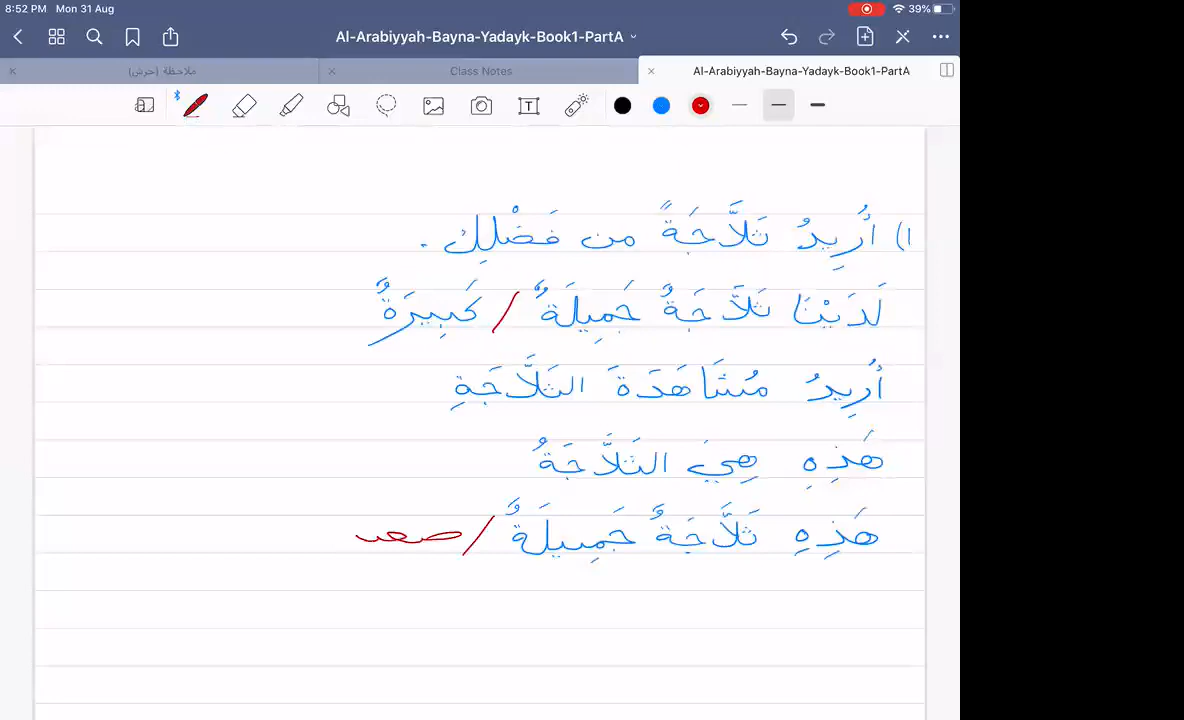 8:52 PM Mon 31 Aug 39%
Al-Arabiyyah-Bayna-Yadayk-Book1-PartA
ملاحظة (حرش) Class Notes Al-Arabiyyah-Bayna-Yadayk-Book1-PartA
T
١) أُرِيدُ ثَلَّاجَةً من فَضْلِك .
لَدَيْنَا ثَلَّاجَةٌ جَمِيلَةٌ / كَبِيرَةٌ
أُرِيدُ مُشَاهَدَةَ الثَلَّاجَةِ
هَذِهِ هِيَ الثَلَّاجَةُ
هَذِهِ ثَلَّاجَةٌ جَمِيلَةٌ /